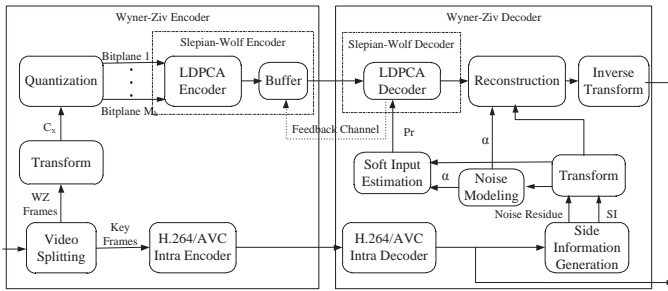 Wyner-Ziv Encoder
Wyner-Ziv Decoder
Slepian-Wolf Encoder
Slepian-Wolf Decoder
Bitplane 1
Quantization
LDPCA
Encoder
Buffer
LDPCA
Decoder
Reconstruction
Inverse
Transform
Bitplane Mk
Feedback Channel
Cx
Pr
α
Transform
Soft Input
Estimation
α
Noise
Modeling
Transform
WZ
Frames
Noise Residue
SI
Video
Splitting
Key
Frames
H.264/AVC
Intra Encoder
H.264/AVC
Intra Decoder
Side
Information
Generation